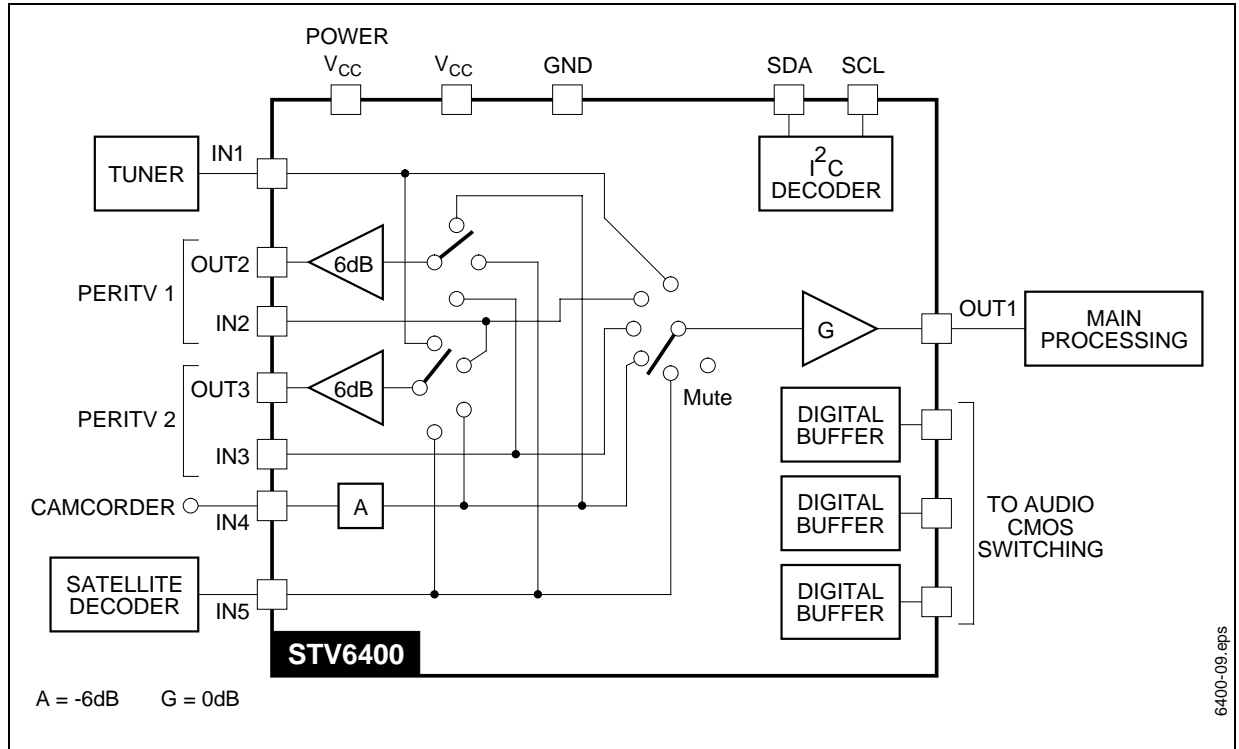 POWER
VCC
VCC
GND
SDA
SCL
TUNER
IN1
I2C
DECODER
OUT2
6dB
PERITV 1
IN2
OUT3
6dB
PERITV 2
IN3
CAMCORDER
IN4
A
SATELLITE
DECODER
IN5
Mute
G
OUT1
MAIN
PROCESSING
DIGITAL
BUFFER
DIGITAL
BUFFER
DIGITAL
BUFFER
TO AUDIO
CMOS
SWITCHING
STV6400
A = -6dB G = 0dB
6400-09.eps